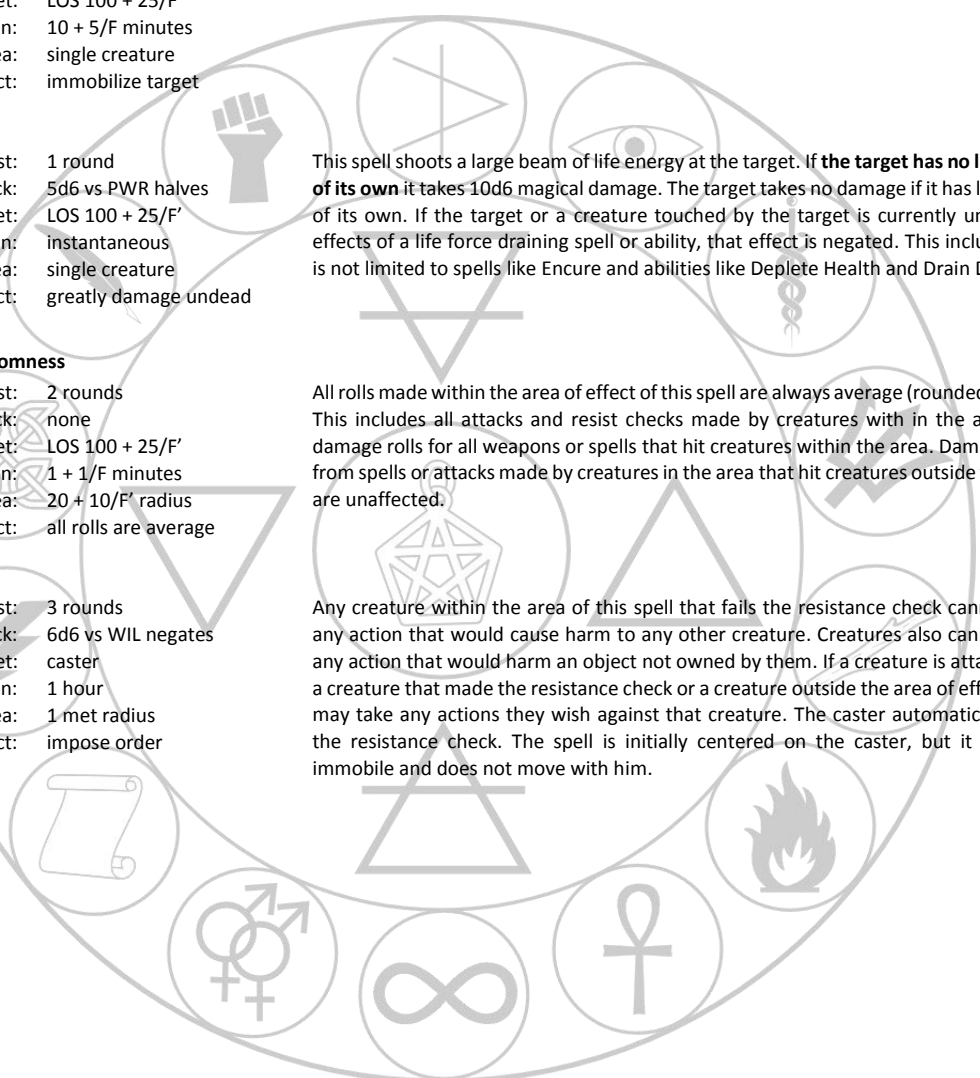 et: LOS 100 + 25/F'
n: 10 + 5/F minutes
ea: single creature
ct: immobilize target
st: 1 round
ck: 5d6 vs PWR halves
et: LOS 100 + 25/F’
n: instantaneous
ea: single creature
ct: greatly damage undead
This spell shoots a large beam of life energy at the target. If the target has no l
of its own it takes 10d6 magical damage. The target takes no damage if it has l
of its own. If the target or a creature touched by the target is currently un
effects of a life force draining spell or ability, that effect is negated. This inclu
is not limited to spells like Encure and abilities like Deplete Health and Drain D
omness
st: 2 rounds
ck: none
et: LOS 100 + 25/F’
n: 1 + 1/F minutes
ea: 20 + 10/F’ radius
ct: all rolls are average
All rolls made within the area of effect of this spell are always average (rounded
This includes all attacks and resist checks made by creatures with in the a
damage rolls for all weapons or spells that hit creatures within the area. Dam
from spells or attacks made by creatures in the area that hit creatures outside
are unaffected.
st: 3 rounds
ck: 6d6 vs WIL negates
et: caster
n: 1 hour
ea: 1 met radius
ct: impose order
Any creature within the area of this spell that fails the resistance check can
any action that would cause harm to any other creature. Creatures also can
any action that would harm an object not owned by them. If a creature is atta
a creature that made the resistance check or a creature outside the area of eff
may take any actions they wish against that creature. The caster automatic
the resistance check. The spell is initially centered on the caster, but it
immobile and does not move with him.